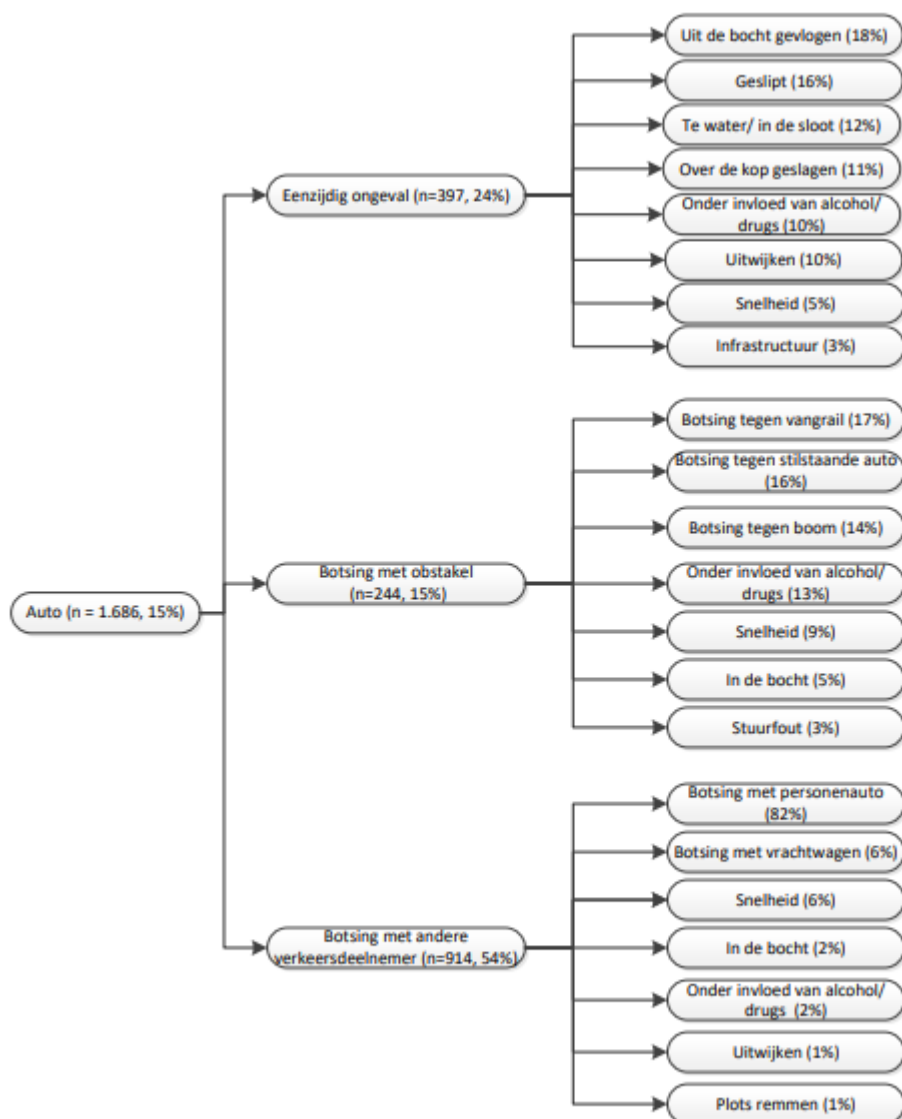 Uit de bocht gevlogen (18%)
Geslipt (16%)
Te water/ in de sloot (12%)
Over de kop geslagen (11%)
Eenzijdig ongeval (n=397, 24%)
Onder invloed van alcohol/
drugs (10%)
Uitwijken (10%)
Snelheid (5%)
Infrastructuur (3%)
Botsing tegen vangrail (17%)
Botsing tegen stilstaande auto
(16%)
Botsing tegen boom (14%)
Botsing met obstakel
(n=244, 15%)
Onder invloed van alcohol/
drugs (13%)
Auto (n = 1.686, 15%)
Snelheid (9%)
In de bocht (5%)
Stuurfout (3%)
Botsing met personenauto
(82%)
Botsing met vrachtwagen (6%)
Snelheid (6%)
Botsing met andere
verkeersdeelnemer (n=914, 54%)
In de bocht (2%)
Onder invloed van alcohol/
drugs (2%)
Uitwijken (1%)
Plots remmen (1%)